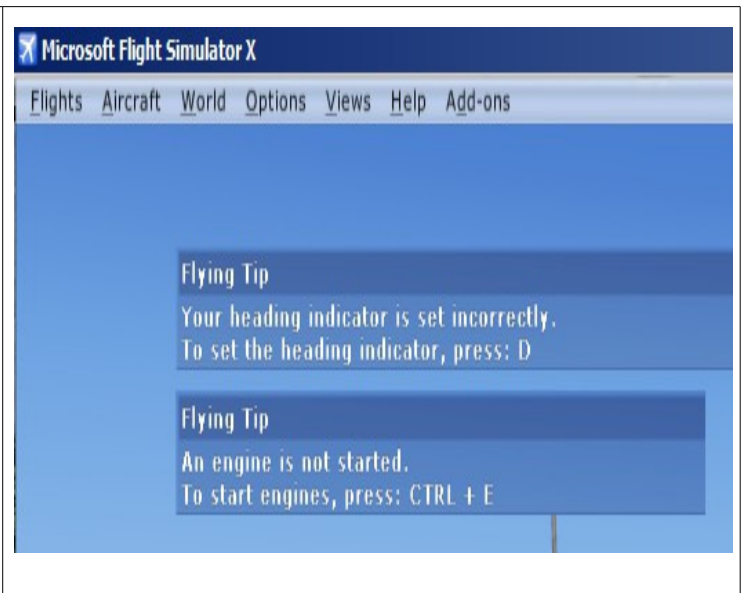 Microsoft Flight Simulator X
Flights Aircraft World Options Views Help Add-ons
Flying Tip
Your heading indicator is set incorrectly.
To set the heading indicator, press: D
Flying Tip
An engine is not started.
To start engines, press: CTRL + E